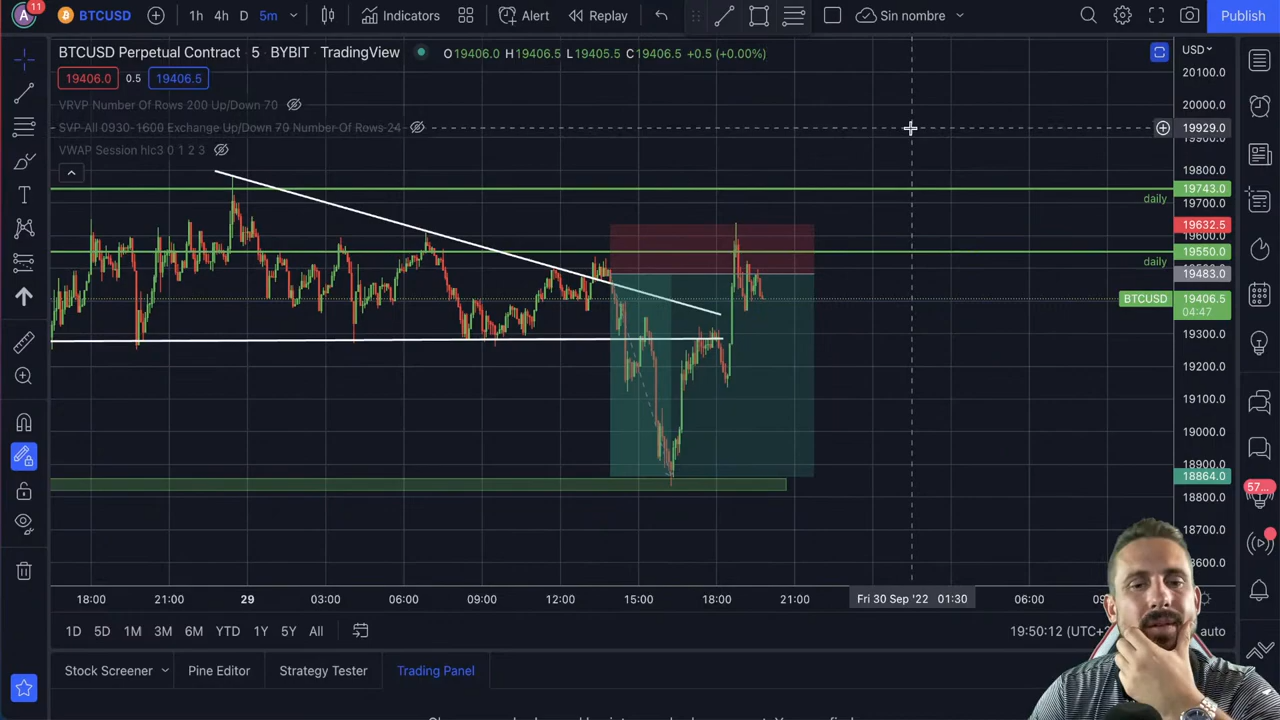 11
A BTCUSD 1h 4h D 5m Indicators Alert Replay Sin nombre Publish
BTCUSD Perpetual Contract 5 BYBIT TradingView O19406.0 H19406.5 L19405.5 C19406.5 +0.5 (+0.00%)
USD
19406.0 0.5 19406.5
VRVP Number Of Rows 200 Up/Down 70
SVP All 0930-1600 Exchange Up/Down 70 Number Of Rows 24
VWAP Session hlc3 0 1 2 3
20100.0
20000.0
19929.0
19800.0
19743.0
daily
19700.0
19632.5
19600.0
19550.0
daily
19483.0
BTCUSD 19406.5
04:47
19300.0
19200.0
19100.0
19000.0
18900.0
18864.0
18800.0
18700.0
18600.0
57...
18:00 21:00 29 03:00 06:00 09:00 12:00 15:00 18:00 21:00 Fri 30 Sep '22 01:30 06:00
1D 5D 1M 3M 6M YTD 1Y 5Y All 19:50:12 (UTC+ auto
Stock Screener Pine Editor Strategy Tester Trading Panel